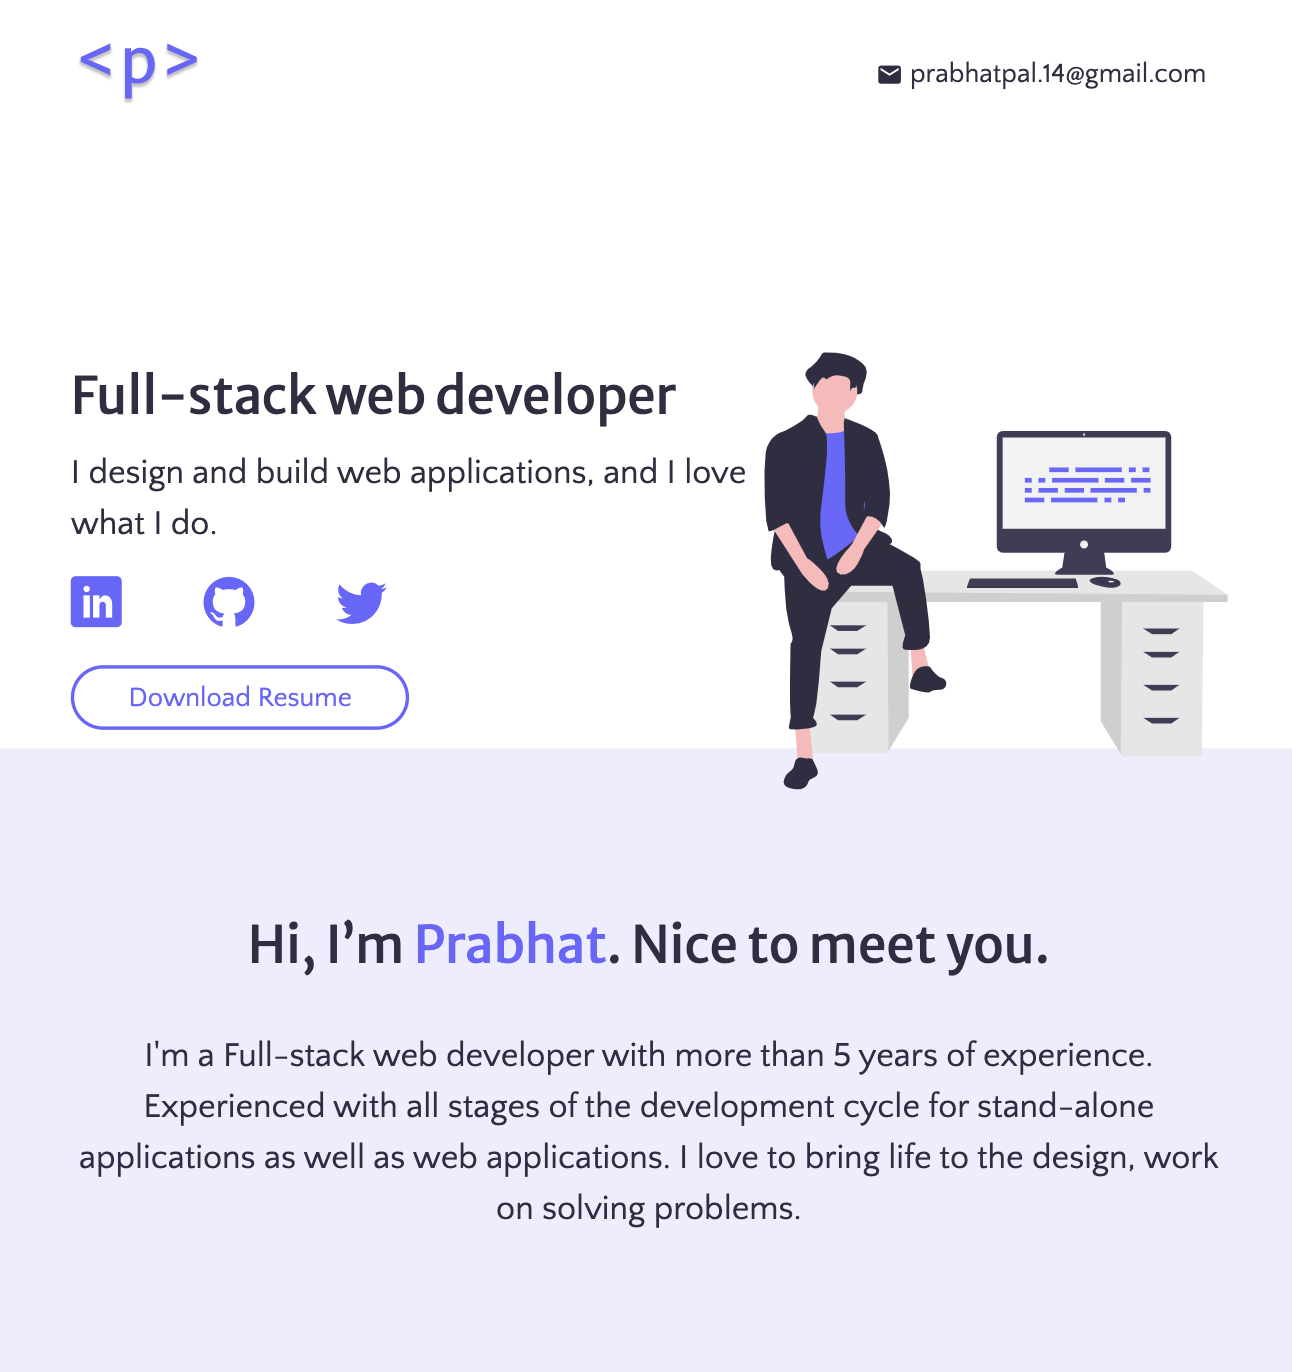 <p>
prabhatpal.14@gmail.com
Full-stack web developer
I design and build web applications, and I love
what I do.
in
Download Resume
Hi, I’m Prabhat. Nice to meet you.
I'm a Full-stack web developer with more than 5 years of experience.
Experienced with all stages of the development cycle for stand-alone
applications as well as web applications. I love to bring life to the design, work
on solving problems.